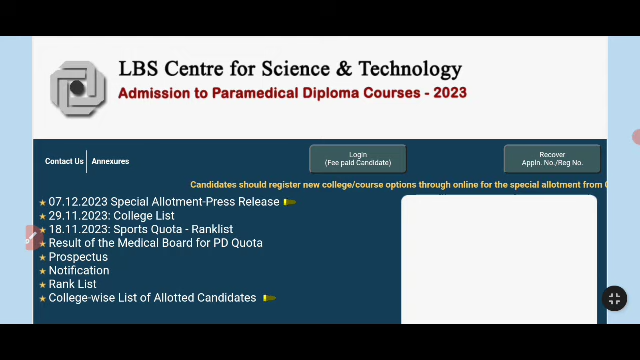 LBS Centre for Science & Technology
Admission to Paramedical Diploma Courses - 2023
Contact Us
Annexures
Login
(Fee paid Candidate)
Recover
Appln. No./Reg No.
Candidates should register new college/course options through online for the special allotment from
07.12.2023 Special Allotment-Press Release
29.11.2023: College List
18.11.2023: Sports Quota - Ranklist
Result of the Medical Board for PD Quota
Prospectus
Notification
Rank List
College-wise List of Allotted Candidates